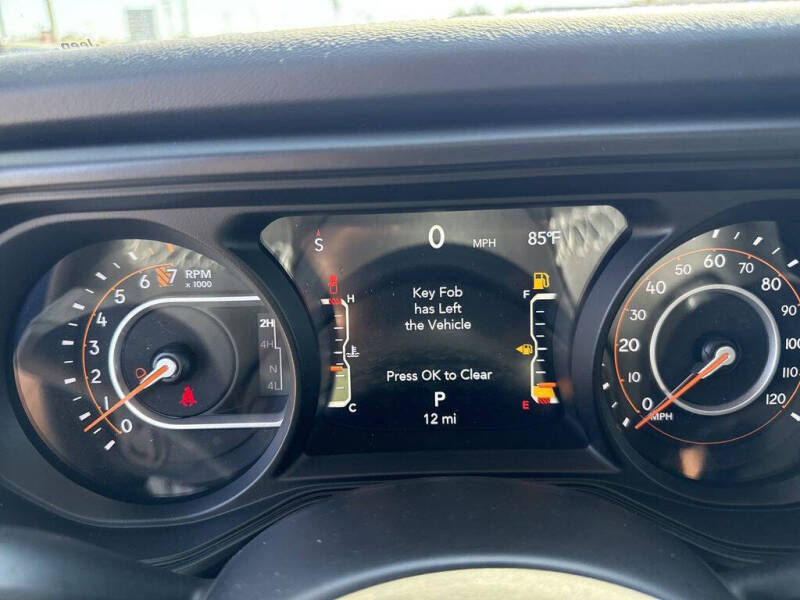 Jeep
S
0 MPH
85°F
RPM
x 1000
0
1
2
3
4
5
6
7
2H
4H
N
4L
H
C
Key Fob
has Left
the Vehicle
Press OK to Clear
P
12 mi
F
E
0
10
20
30
40
50
60
70
80
90
100
110
120
MPH